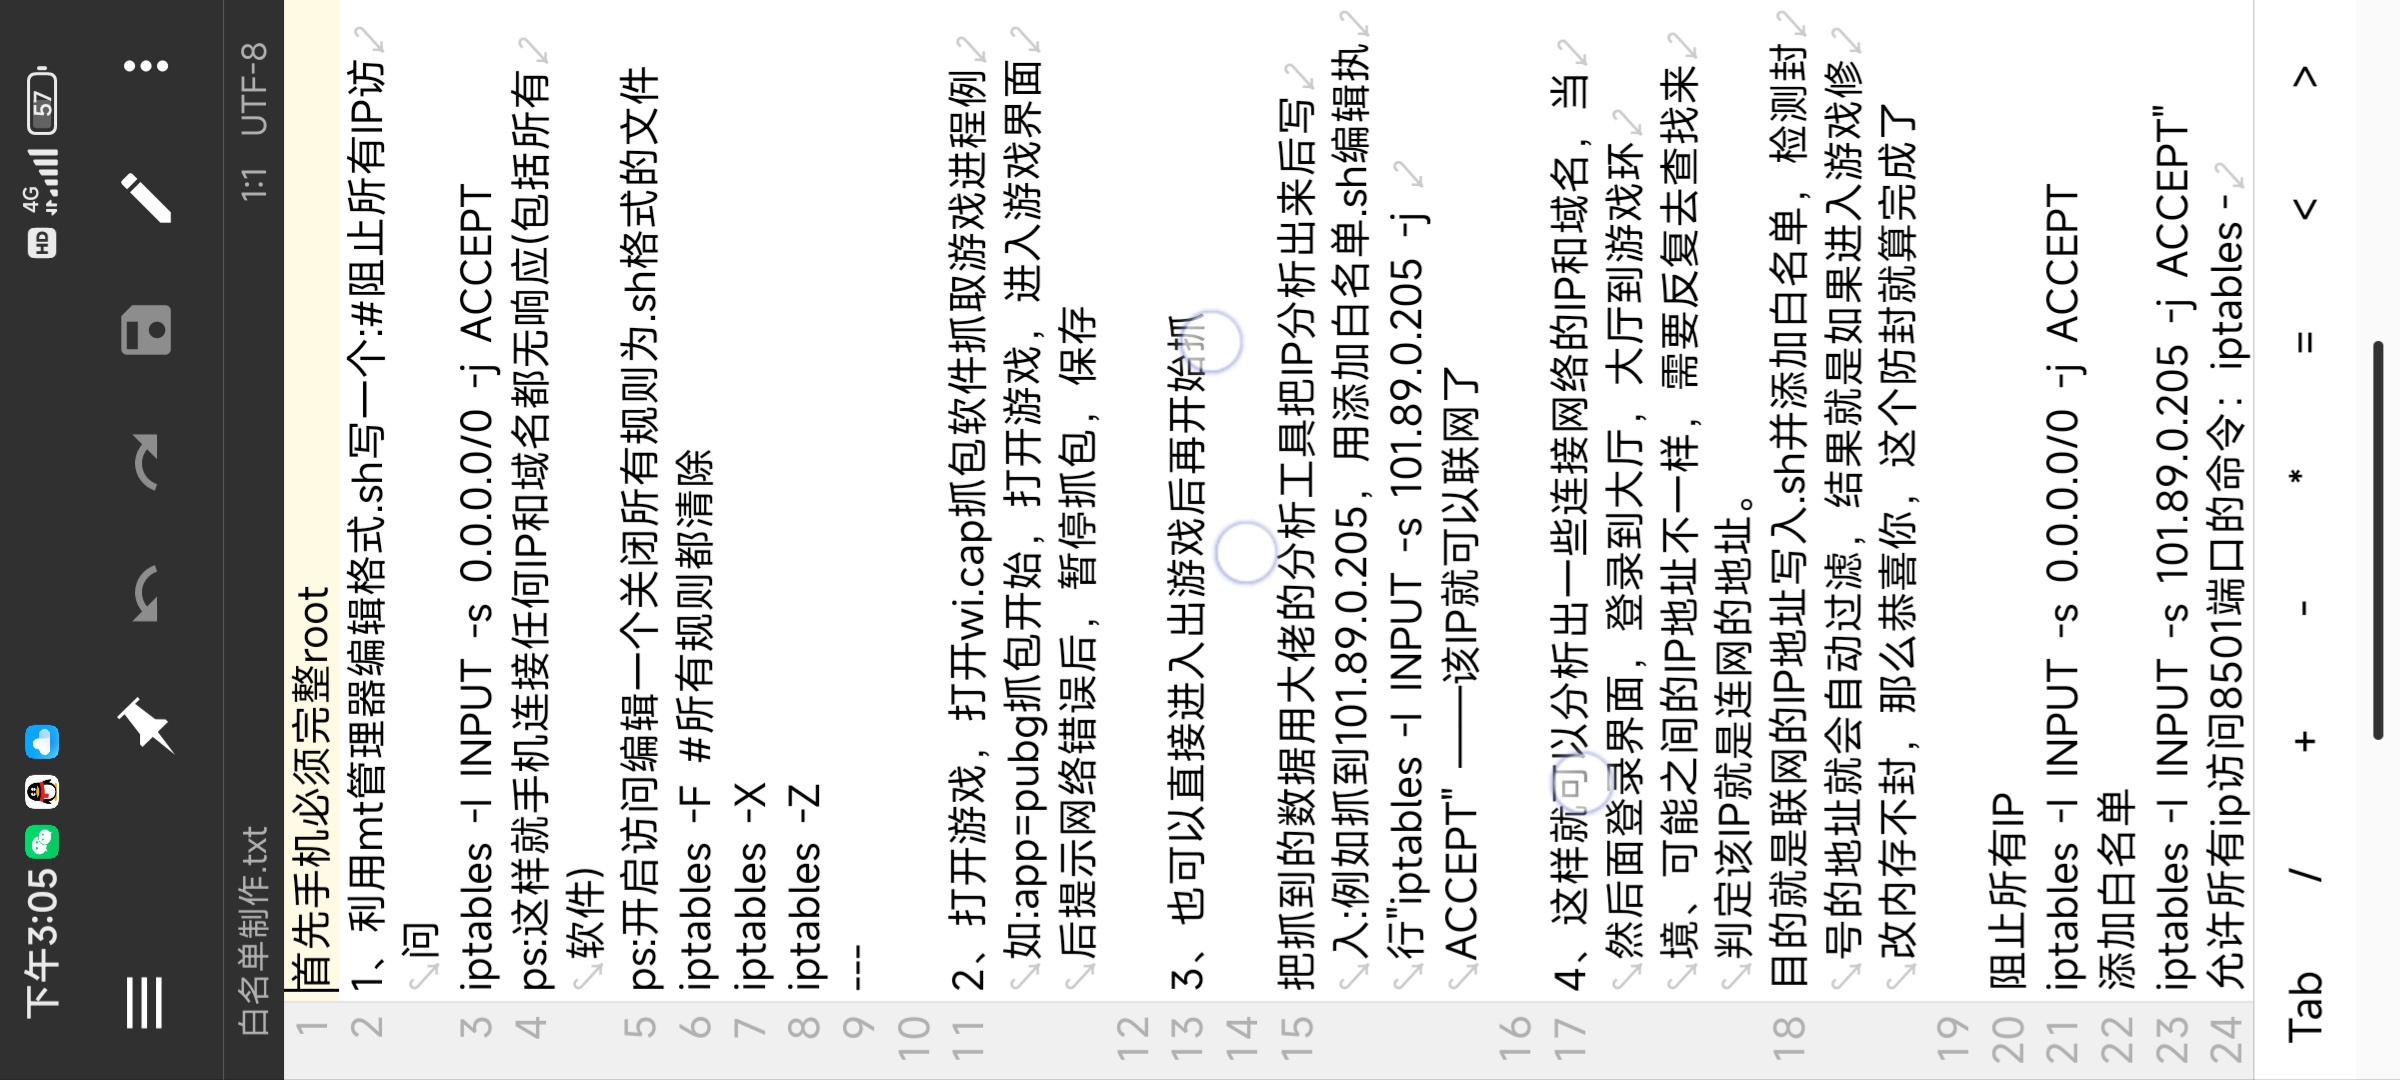 下午3:05 HD 4G 57
白名单制作.txt 1:1 UTF-8
1 首先手机必须完整root
2 1、利用mt管理器编辑格式.sh写一个:#阻止所有IP访
问
3 iptables -I INPUT -s 0.0.0.0/0 -j ACCEPT
4 ps:这样就手机连接任何IP和域名都无响应(包括所有
软件)
5 ps:开启访问编辑一个关闭所有规则为.sh格式的文件
6 iptables -F #所有规则都清除
7 iptables -X
8 iptables -Z
9 ---
10
11 2、打开游戏，打开wi.cap抓包软件抓取游戏进程例
如:app=pubg抓包开始，打开游戏，进入游戏界面
后提示网络错误后，暂停抓包，保存
12
13 3、也可以直接进入出游戏后再开始抓
14
15 把抓到的数据用大佬的分析工具把IP分析出来后写
入:例如抓到101.89.0.205，用添加白名单.sh编辑执
行"iptables -I INPUT -s 101.89.0.205 -j
ACCEPT" ——该IP就可以联网了
16
17 4、这样就可以分析出一些连接网络的IP和域名，当
然后面登录界面，登录到大厅，大厅到游戏环
境、可能之间的IP地址不一样，需要反复去查找来
判定该IP就是连网的地址。
18 目的就是联网的IP地址写入.sh并添加白名单，检测封
号的地址就会自动过滤，结果就是如果进入游戏修
改内存不封，那么恭喜你，这个防封就算完成了
19
20 阻止所有IP
21 iptables -I INPUT -s 0.0.0.0/0 -j ACCEPT
22 添加白名单
23 iptables -I INPUT -s 101.89.0.205 -j ACCEPT"
24 允许所有ip访问8501端口的命令：iptables -
Tab / + - * = < >